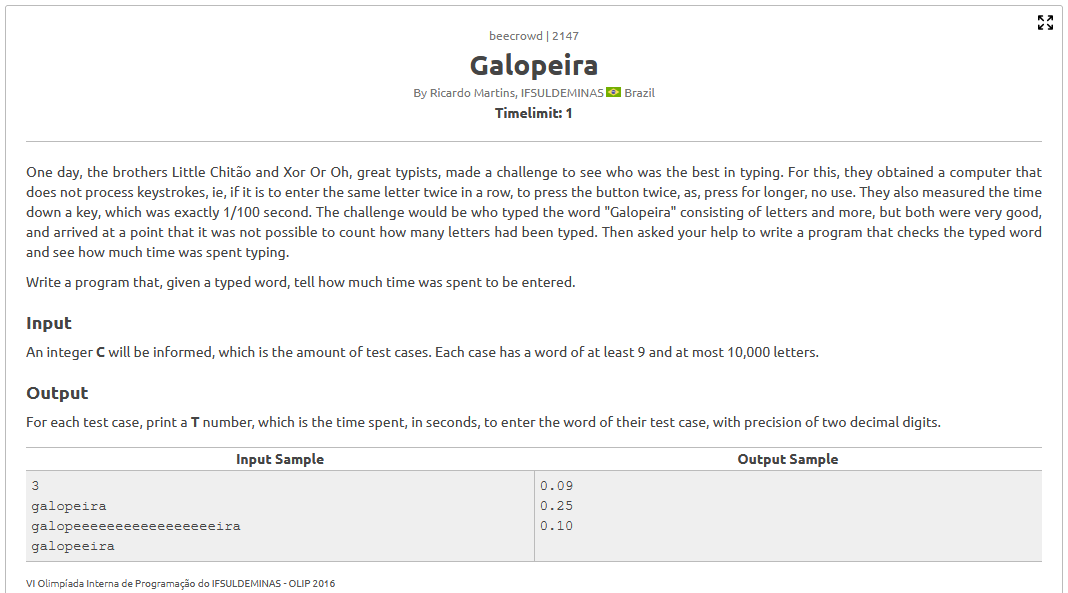 beecrowd | 2147
Galopeira
By Ricardo Martins, IFSULDEMINAS Brazil
Timelimit: 1
One day, the brothers Little Chitão and Xor Or Oh, great typists, made a challenge to see who was the best in typing. For this, they obtained a computer that
does not process keystrokes, ie, if it is to enter the same letter twice in a row, to press the button twice, as, press for longer, no use. They also measured the time
down a key, which was exactly 1/100 second. The challenge would be who typed the word "Galopeira" consisting of letters and more, but both were very good,
and arrived at a point that it was not possible to count how many letters had been typed. Then asked your help to write a program that checks the typed word
and see how much time was spent typing.
Write a program that, given a typed word, tell how much time was spent to be entered.
Input
An integer C will be informed, which is the amount of test cases. Each case has a word of at least 9 and at most 10,000 letters.
Output
For each test case, print a T number, which is the time spent, in seconds, to enter the word of their test case, with precision of two decimal digits.
Input Sample Output Sample
3 0.09
galopeira 0.25
galopeeeeeeeeeeeeeeeeeira 0.10
galopeeira
VI Olimpíada Interna de Programação do IFSULDEMINAS - OLIP 2016